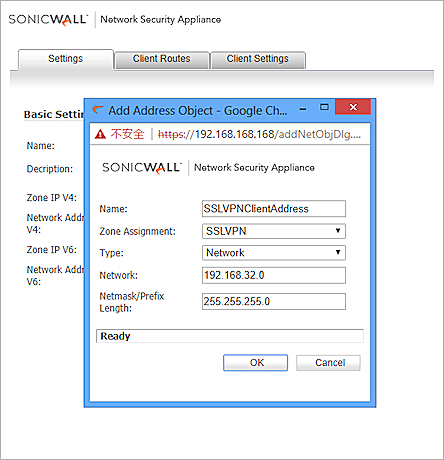 SONICWALL Network Security Appliance
Settings Client Routes Client Settings
Basic Settin
Name:
Decription:
Zone IP V4:
Network Addr
V4:
Zone IP V6:
Network Addr
V6:
Add Address Object - Google Ch...
不安全 https://192.168.168.168/addNetObjDlg....
SONICWALL Network Security Appliance
Name: SSLVPNClientAddress
Zone Assignment: SSLVPN
Type: Network
Network: 192.168.32.0
Netmask/Prefix
Length: 255.255.255.0
Ready
OK Cancel